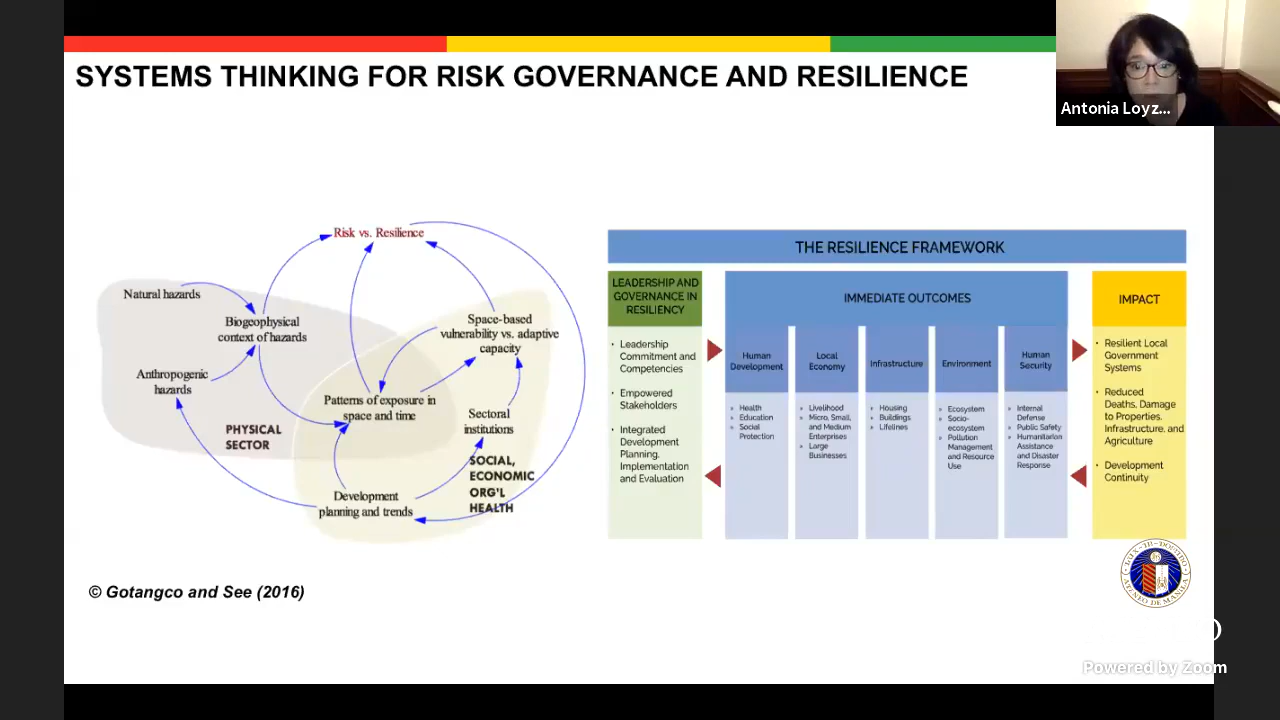 SYSTEMS THINKING FOR RISK GOVERNANCE AND RESILIENCE
Antonia Loyz...
Risk vs. Resilience
Natural hazards
Biogeophysical
context of hazards
Space-based
vulnerability vs. adaptive
capacity
Anthropogenic
hazards
Patterns of exposure in
space and time
Sectoral
institutions
PHYSICAL
SECTOR
SOCIAL,
ECONOMIC
ORG'L
HEALTH
Development
planning and trends
© Gotangco and See (2016)
THE RESILIENCE FRAMEWORK
LEADERSHIP AND
GOVERNANCE IN
RESILIENCY
• Leadership
Commitment and
Competencies
• Empowered
Stakeholders
• Integrated
Development
Planning,
Implementation
and Evaluation
IMMEDIATE OUTCOMES
Human
Development
» Health
» Education
» Social
Protection
Local
Economy
» Livelihood
» Micro, Small,
and Medium
Enterprises
» Large
Businesses
Infrastructure
» Housing
» Buildings
» Lifelines
Environment
» Ecosystem
» Socio-
ecosystem
» Pollution
Management
and Resource
Use
Human
Security
» Internal
Defense
» Public Safety
» Humanitarian
Assistance
and Disaster
Response
IMPACT
• Resilient Local
Government
Systems
• Reduced
Deaths, Damage
to Properties,
Infrastructure, and
Agriculture
• Development
Continuity
ATENEO DE MANILA
Powered by Zoom